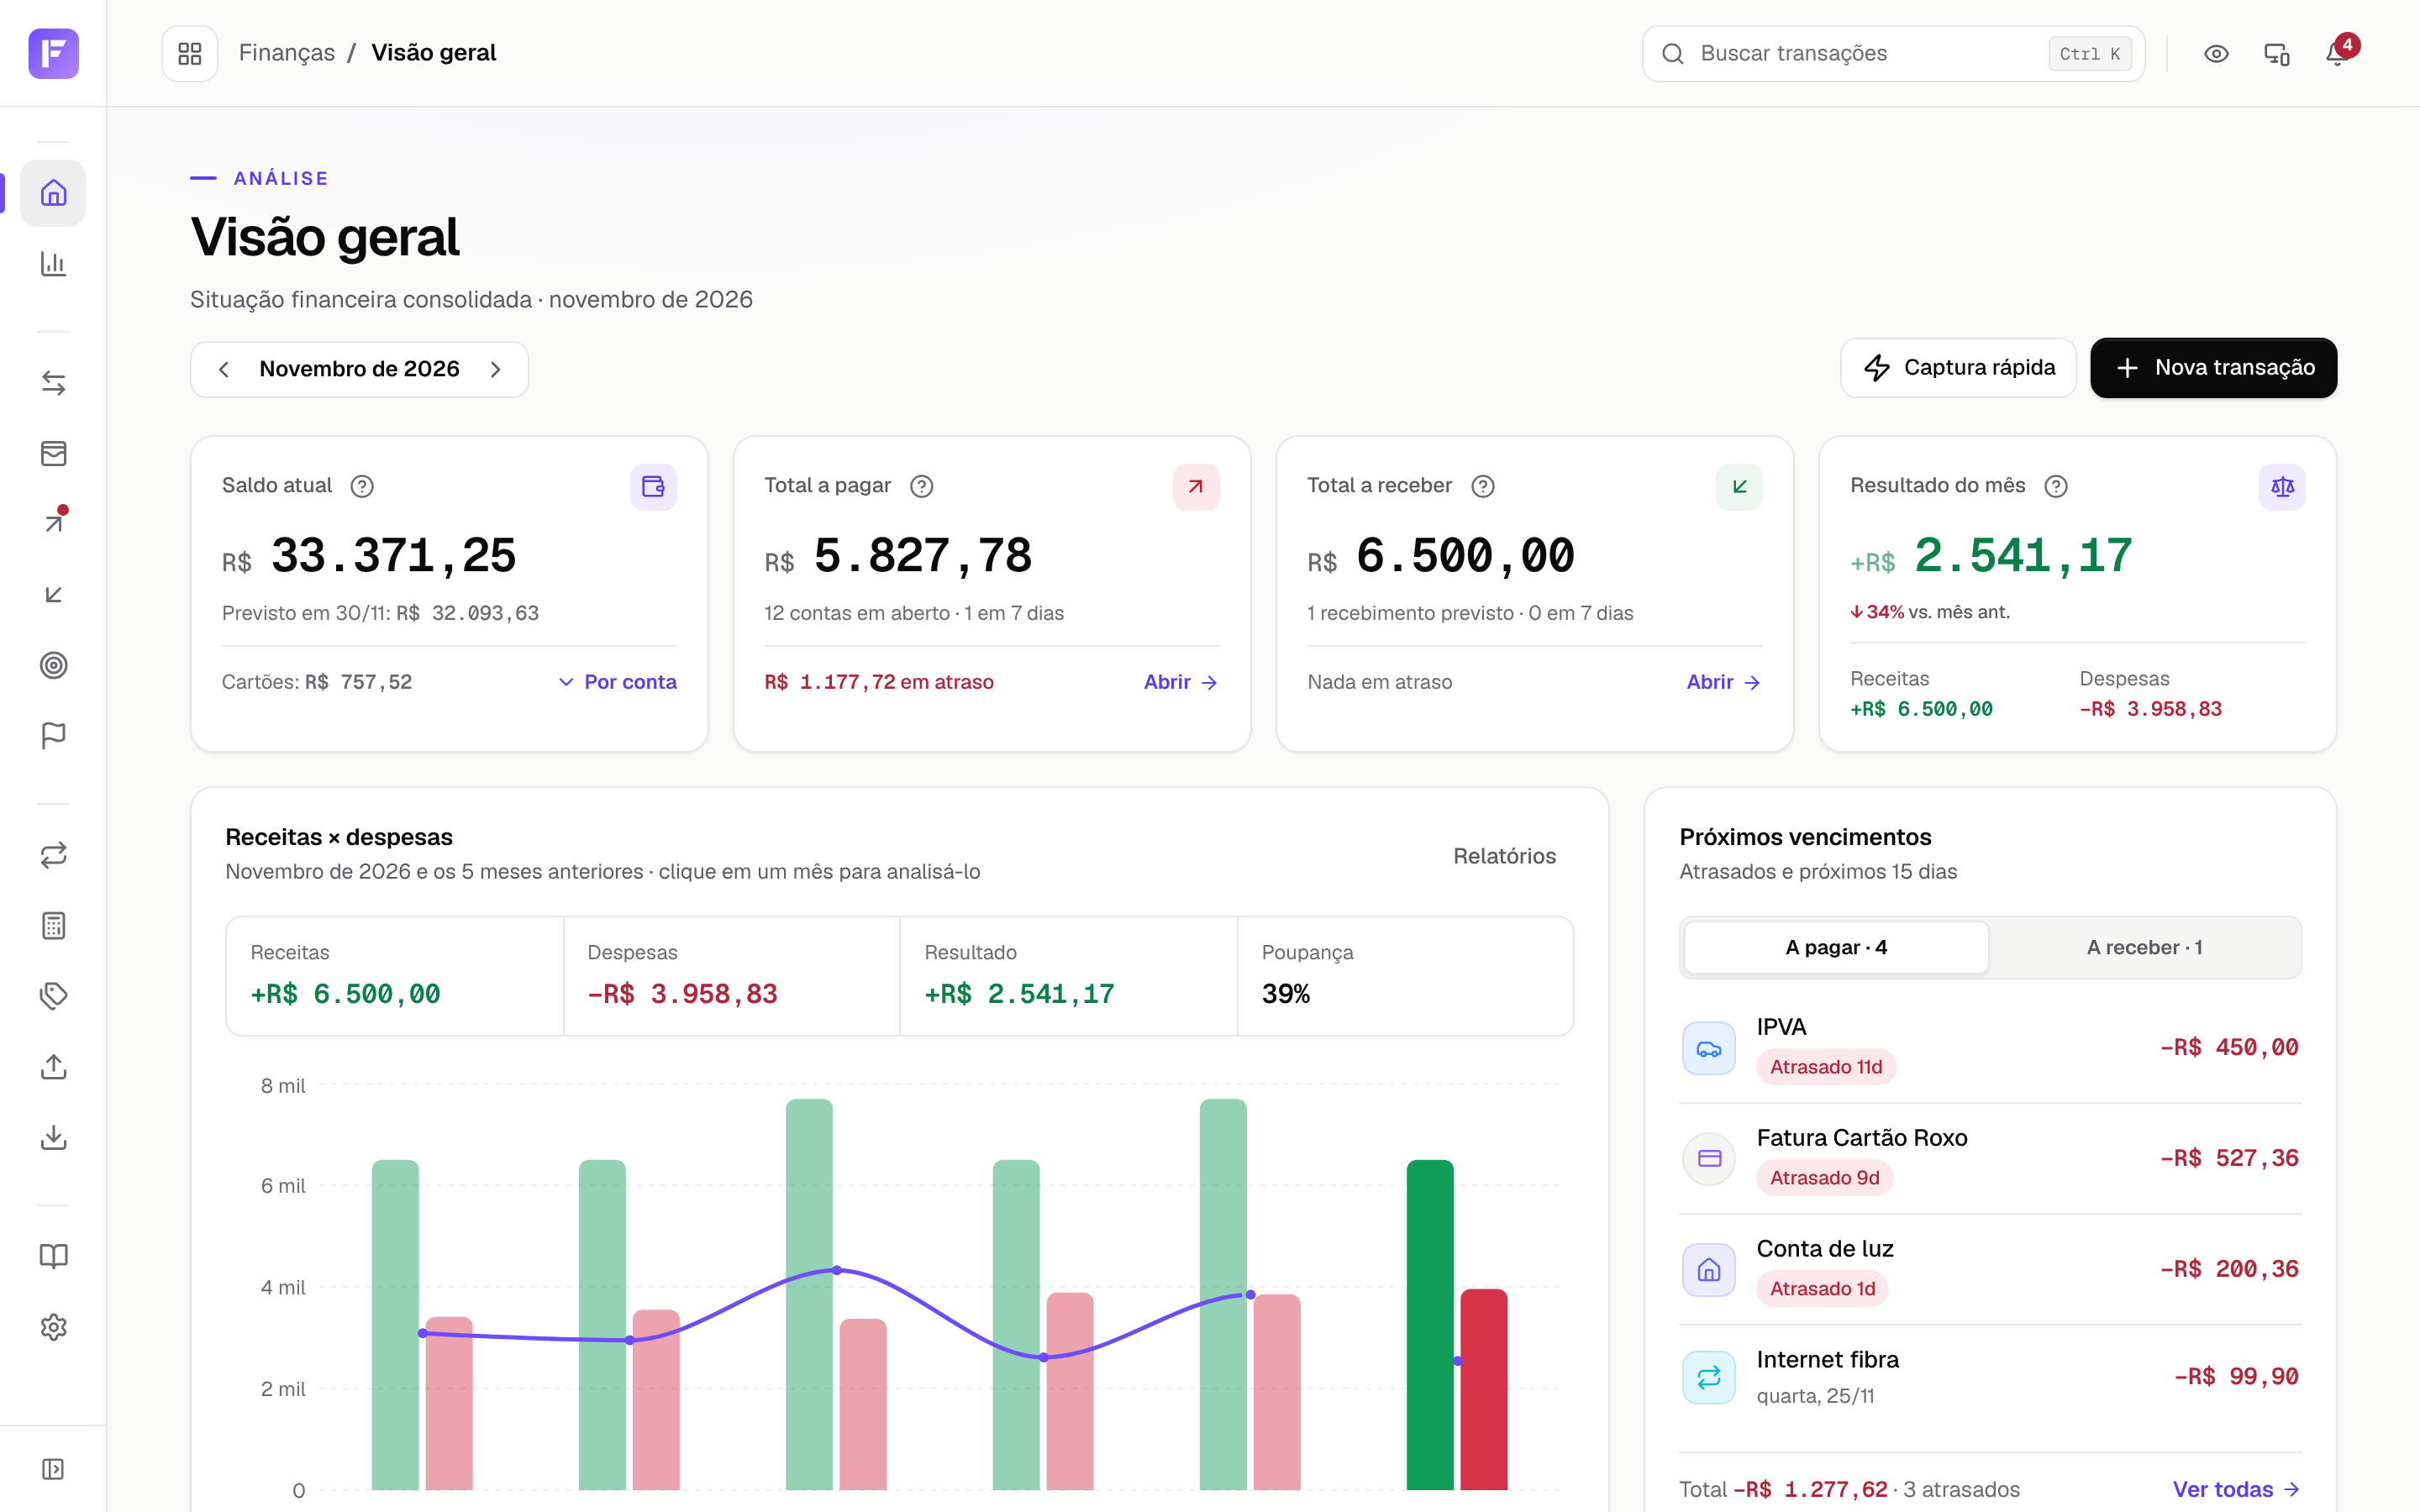 F
Finanças / Visão geral
Buscar transações
Ctrl K
4
ANÁLISE
Visão geral
Situação financeira consolidada · novembro de 2026
Novembro de 2026
Captura rápida
Nova transação
Saldo atual
R$ 33.371,25
Previsto em 30/11: R$ 32.093,63
Cartões: R$ 757,52
Por conta
Total a pagar
R$ 5.827,78
12 contas em aberto · 1 em 7 dias
R$ 1.177,72 em atraso
Abrir
Total a receber
R$ 6.500,00
1 recebimento previsto · 0 em 7 dias
Nada em atraso
Abrir
Resultado do mês
+R$ 2.541,17
↓34% vs. mês ant.
Receitas
+R$ 6.500,00
Despesas
−R$ 3.958,83
Receitas × despesas
Novembro de 2026 e os 5 meses anteriores · clique em um mês para analisá-lo
Relatórios
Receitas
+R$ 6.500,00
Despesas
−R$ 3.958,83
Resultado
+R$ 2.541,17
Poupança
39%
8 mil
6 mil
4 mil
2 mil
0
Próximos vencimentos
Atrasados e próximos 15 dias
A pagar · 4
A receber · 1
IPVA
Atrasado 11d
−R$ 450,00
Fatura Cartão Roxo
Atrasado 9d
−R$ 527,36
Conta de luz
Atrasado 1d
−R$ 200,36
Internet fibra
quarta, 25/11
−R$ 99,90
Total −R$ 1.277,62 · 3 atrasados
Ver todas